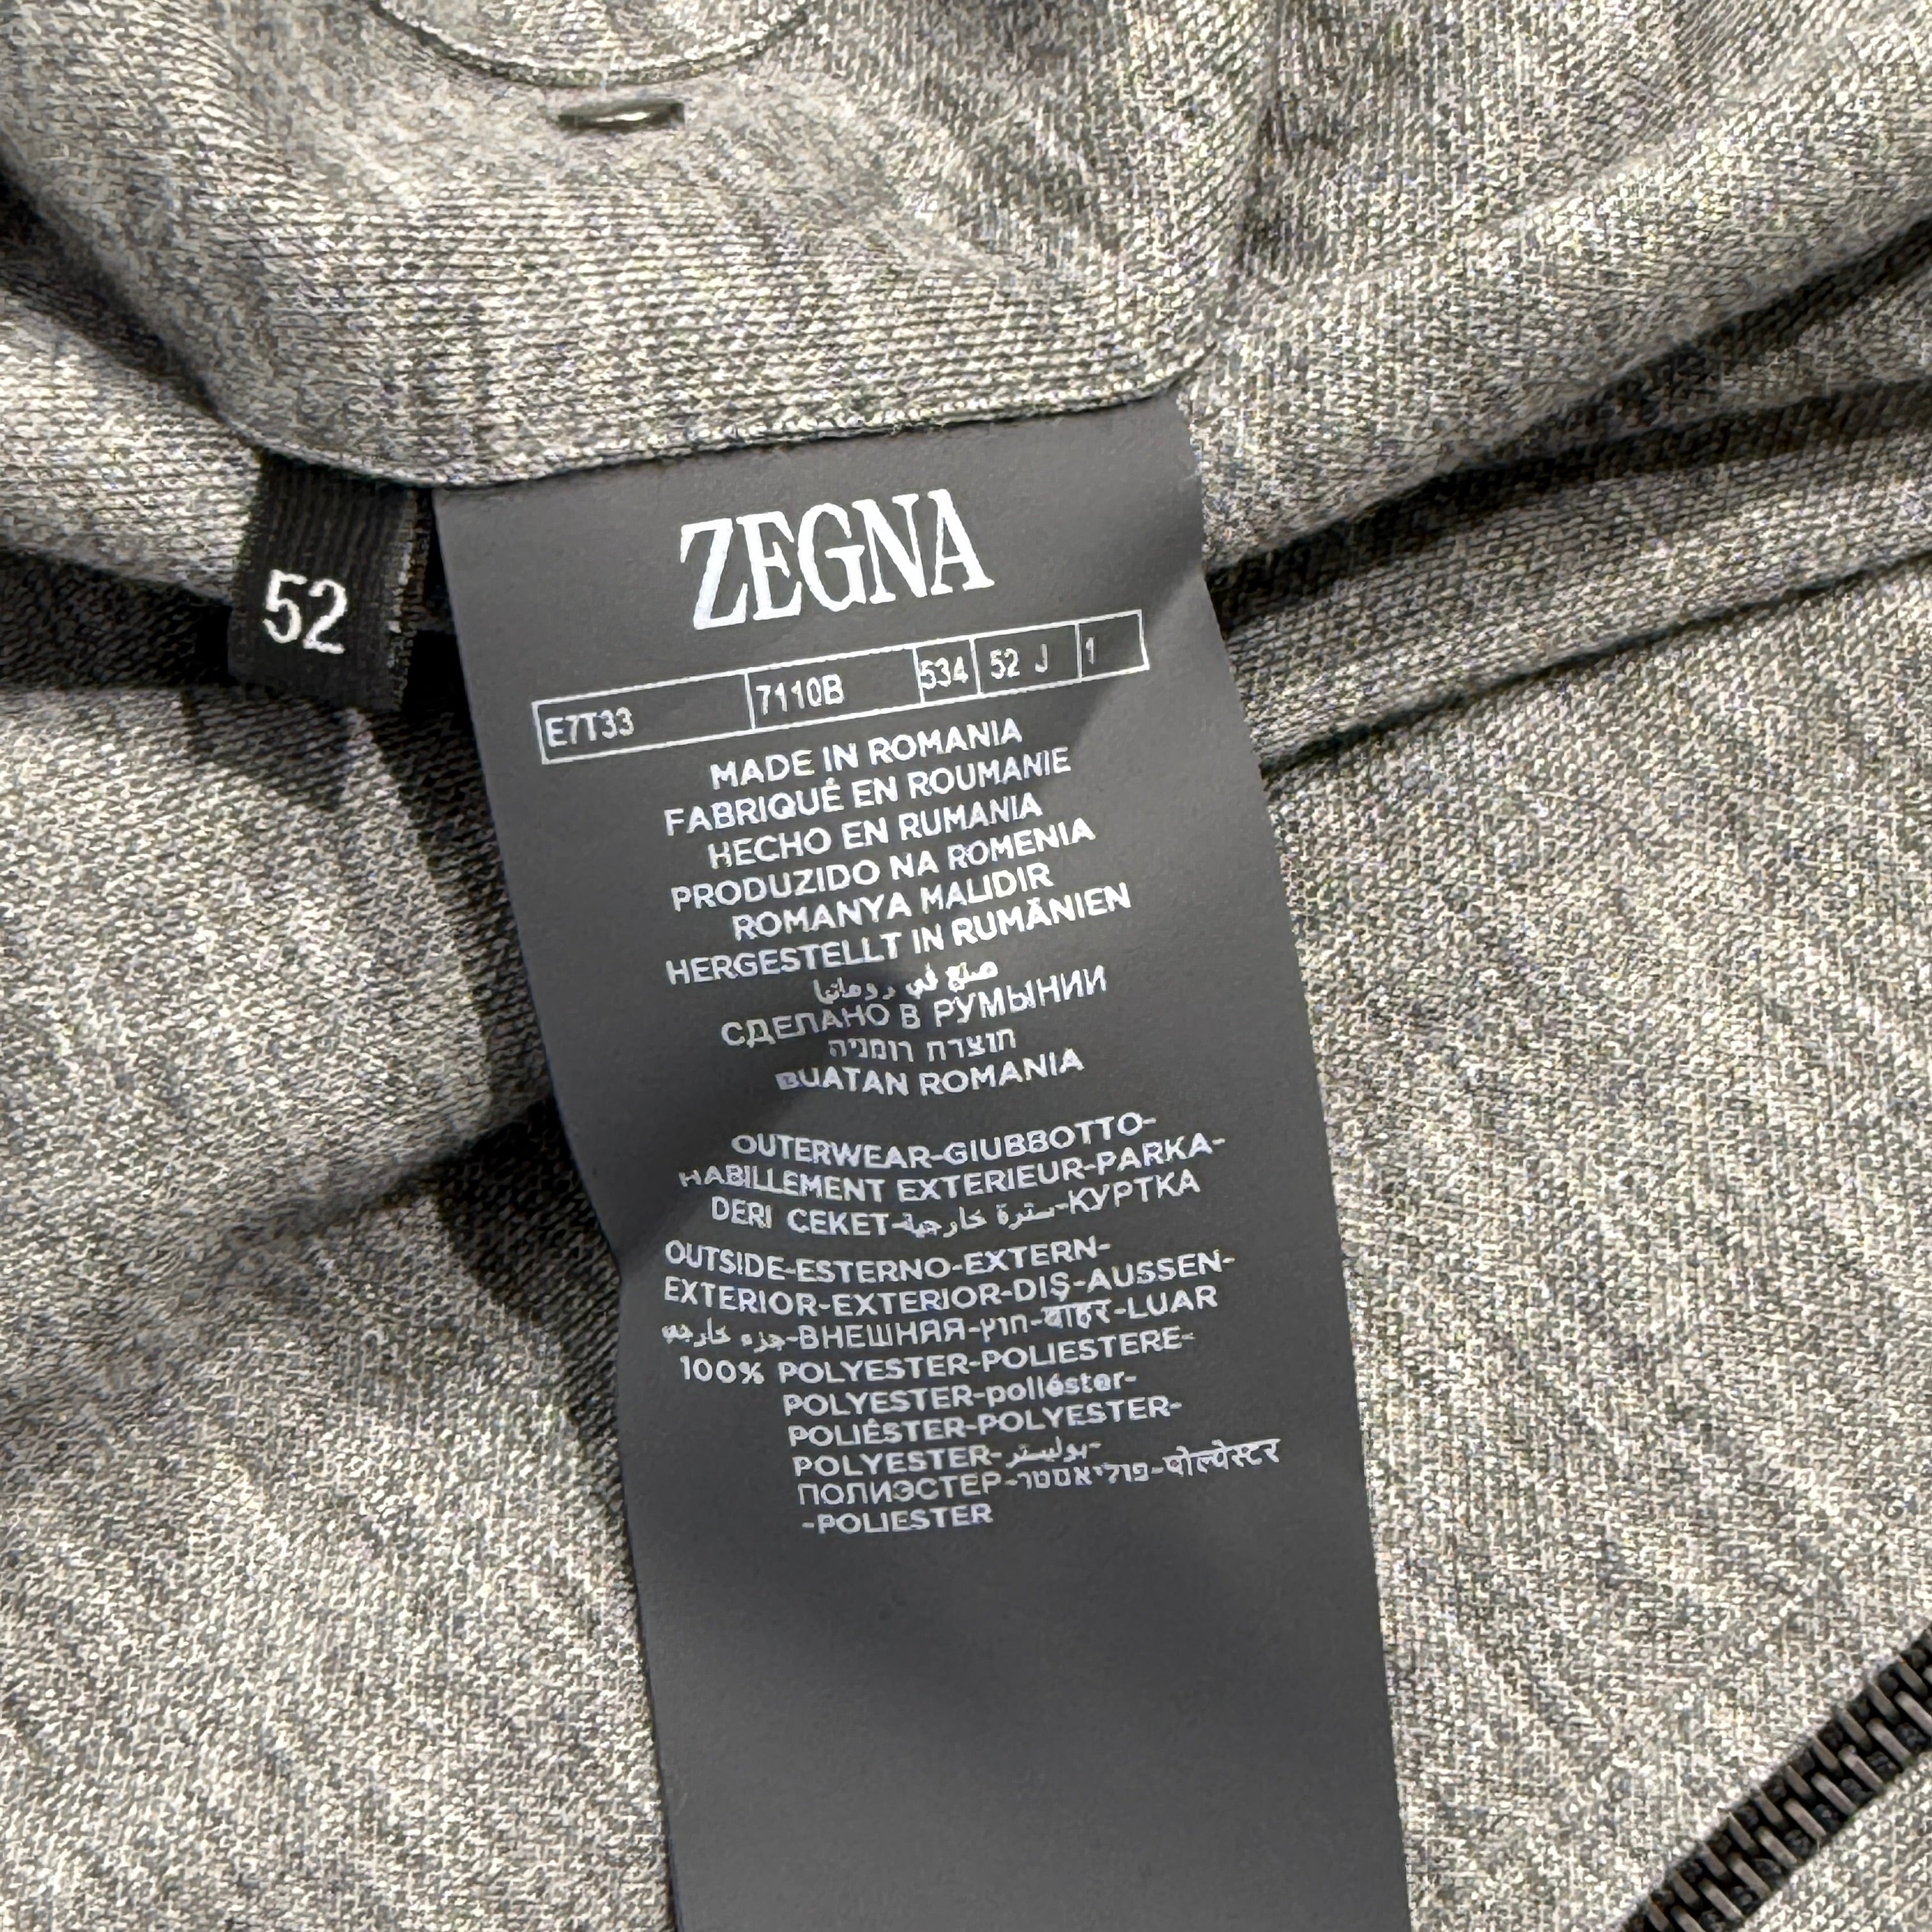 52
ZEGNA
E7T33 7110B 534 52 J 1
MADE IN ROMANIA
FABRIQUÉ EN ROUMANIE
HECHO EN RUMANIA
PRODUZIDO NA ROMENIA
ROMANYA MALIDIR
HERGESTELLT IN RUMÄNIEN
صنع في رومانيا
СДЕЛАНО В РУМЫНИИ
תוצרת רומניה
BUATAN ROMANIA
OUTERWEAR-GIUBBOTTO-
HABILLEMENT EXTERIEUR-PARKA-
DERI CEKET-سترة خارجية-КУРТКА
OUTSIDE-ESTERNO-EXTERN-
EXTERIOR-EXTERIOR-DIŞ-AUSSEN-
جزء خارجي-ВНЕШНЯЯ-חוץ-बाहर-LUAR
100% POLYESTER-POLIESTERE-
POLYESTER-poliéster-
POLIÉSTER-POLYESTER-
POLYESTER-بوليستر-
ПОЛИЭСТЕР-פוליאסטר-पोल्येस्टर
-POLIESTER